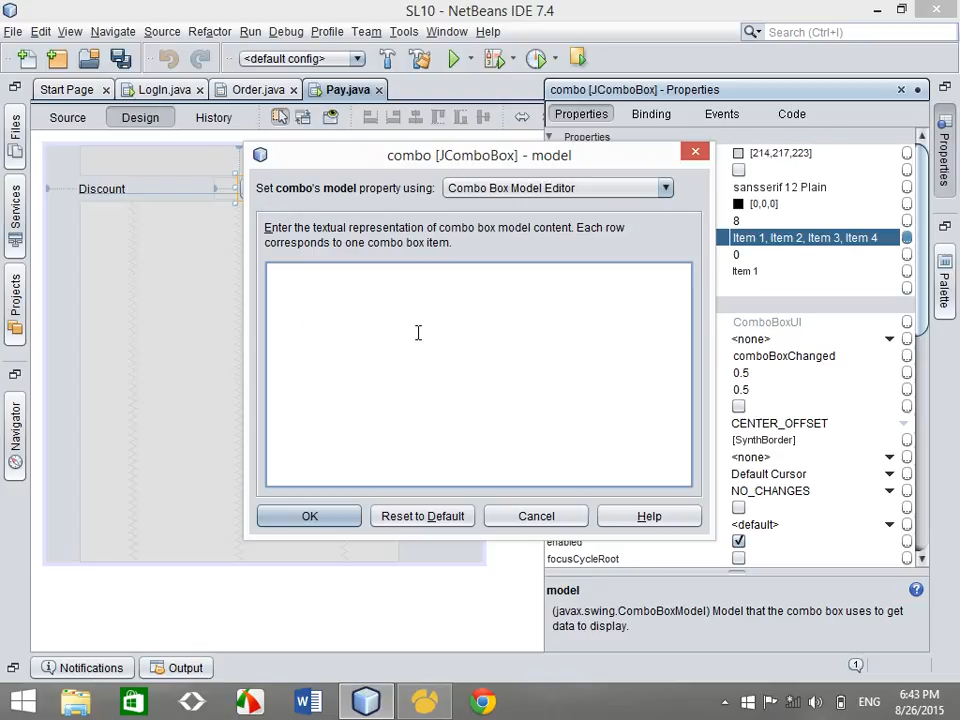 SL10 - NetBeans IDE 7.4
File Edit View Navigate Source Refactor Run Debug Profile Team Tools Window Help
Search (Ctrl+I)
<default config>
Start Page
LogIn.java
Order.java
Pay.java
combo [JComboBox] - Properties
Source
Design
History
Properties
Binding
Events
Code
Files
Services
Projects
Navigator
Discount
combo [JComboBox] - model
Set combo's model property using:
Combo Box Model Editor
Enter the textual representation of combo box model content. Each row
corresponds to one combo box item.
OK
Reset to Default
Cancel
Help
Properties
[214,217,223]
sansserif 12 Plain
[0,0,0]
8
Item 1, Item 2, Item 3, Item 4
0
Item 1
ComboBoxUI
<none>
comboBoxChanged
0.5
0.5
CENTER_OFFSET
[SynthBorder]
<none>
Default Cursor
NO_CHANGES
<default>
enabled
focusCycleRoot
Properties
Palette
model
(javax.swing.ComboBoxModel) Model that the combo box uses to get
data to display.
Notifications
Output
1
ENG
6:43 PM
8/26/2015